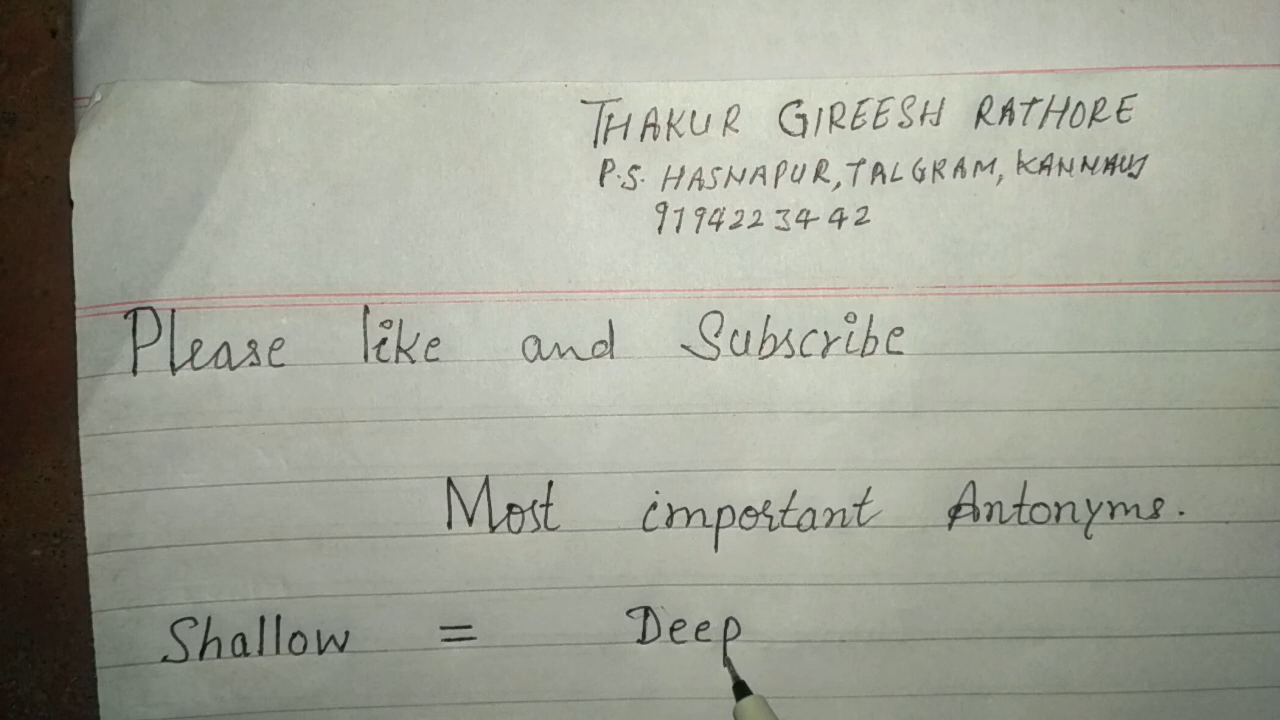 THAKUR GIREESH RATHORE
P.S. HASNAPUR, TALGRAM, KANNAUJ
9794223442
Please like and Subscribe
Most important Antonyms.
Shallow = Deep